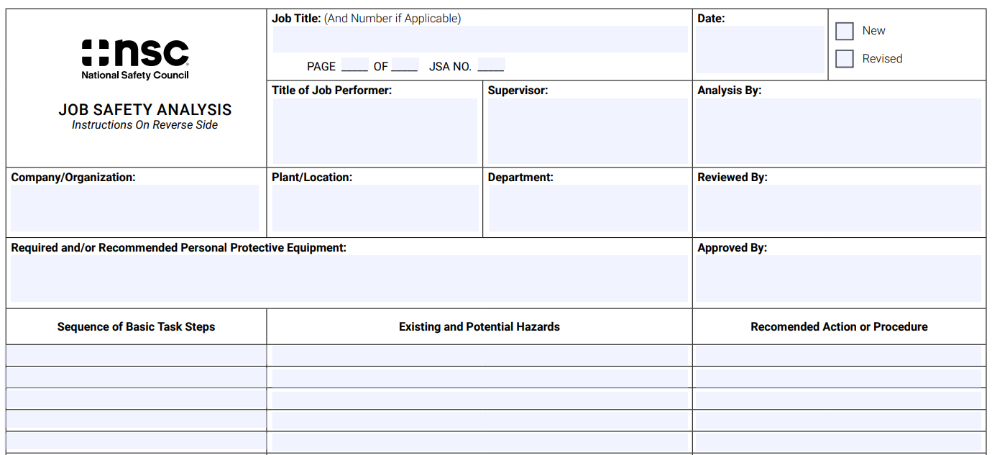 nsc
National Safety Council
JOB SAFETY ANALYSIS
Instructions On Reverse Side
Job Title: (And Number if Applicable)
PAGE ____ OF ____ JSA NO. ____
Date:
New
Revised
Title of Job Performer:
Supervisor:
Analysis By:
Company/Organization:
Plant/Location:
Department:
Reviewed By:
Required and/or Recommended Personal Protective Equipment:
Approved By:
Sequence of Basic Task Steps
Existing and Potential Hazards
Recomended Action or Procedure